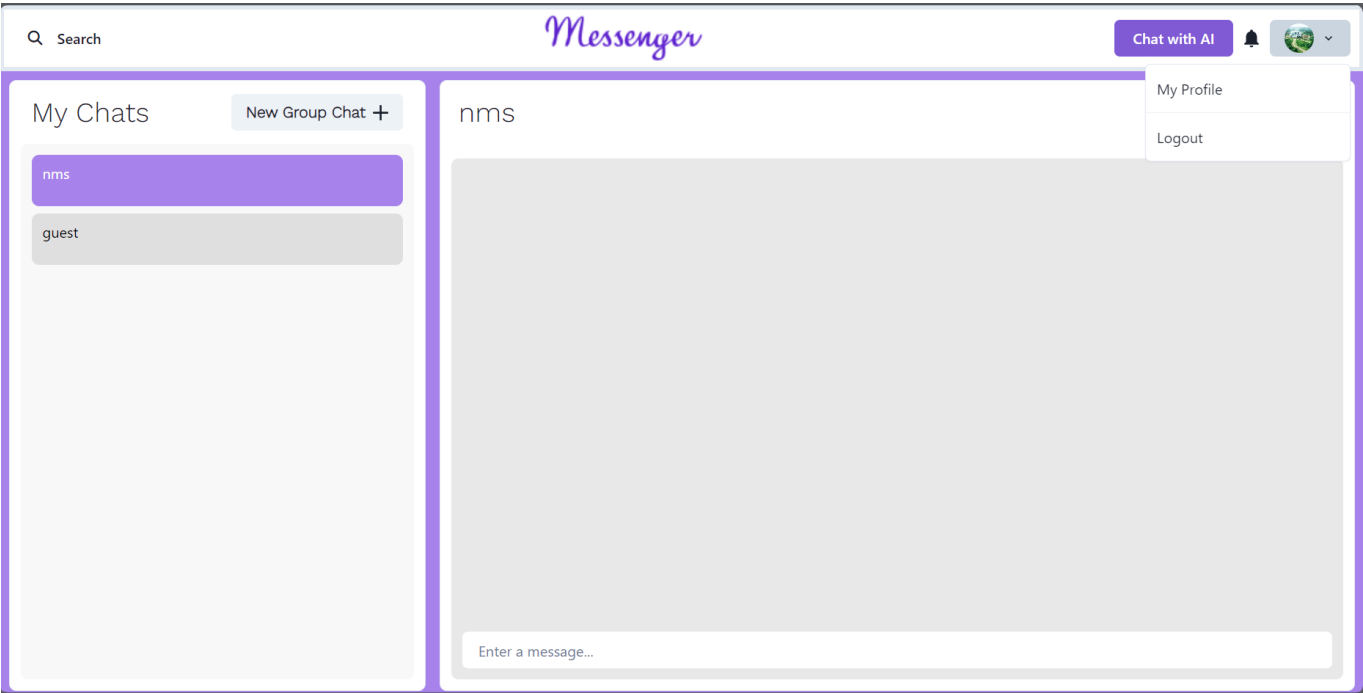 Search
Messenger
Chat with AI
My Profile
Logout
My Chats
New Group Chat +
nms
guest
nms
Enter a message...